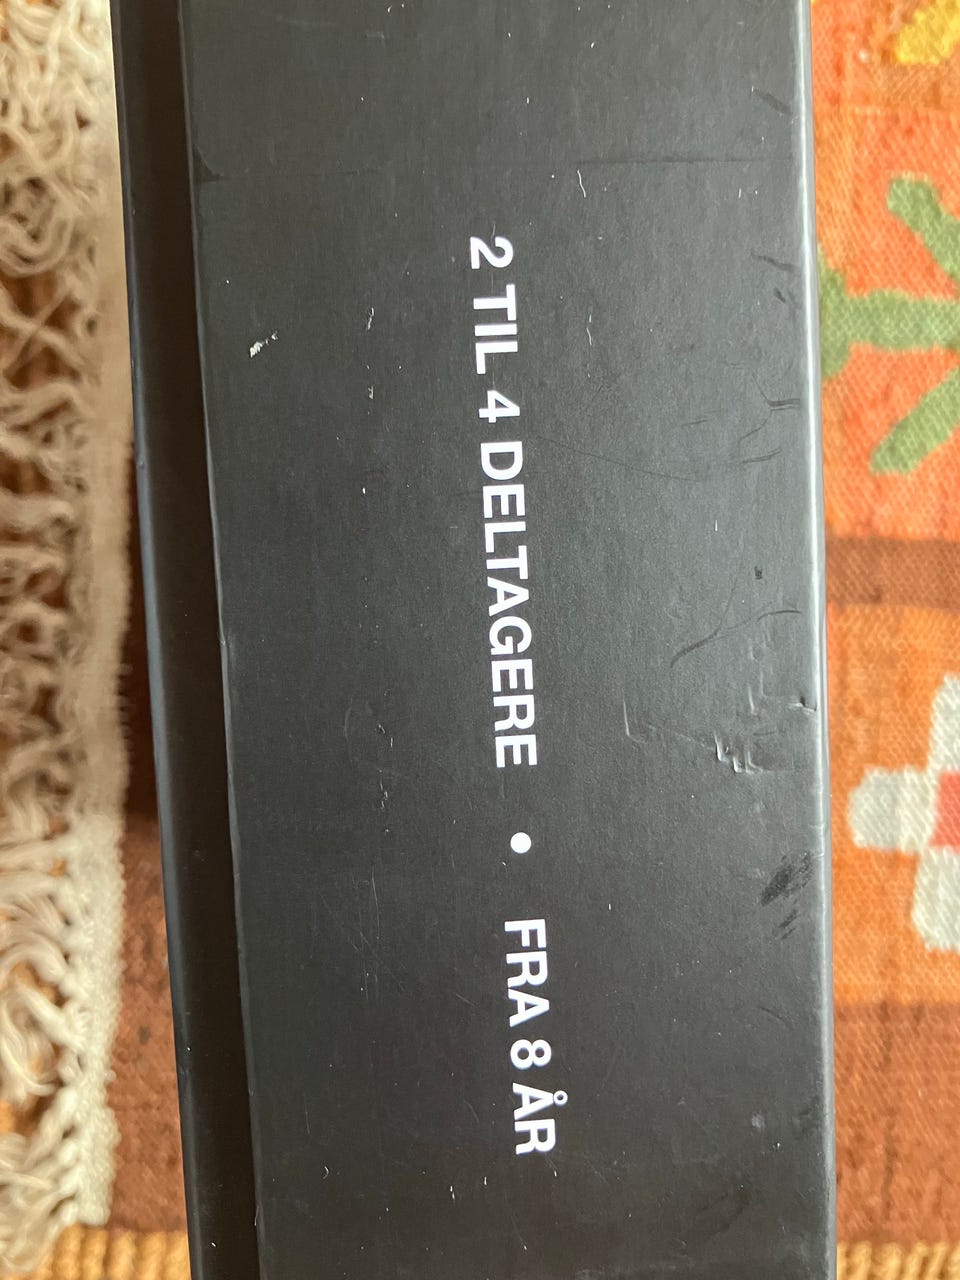 2 TIL 4 DELTAGERE • FRA 8 ÅR